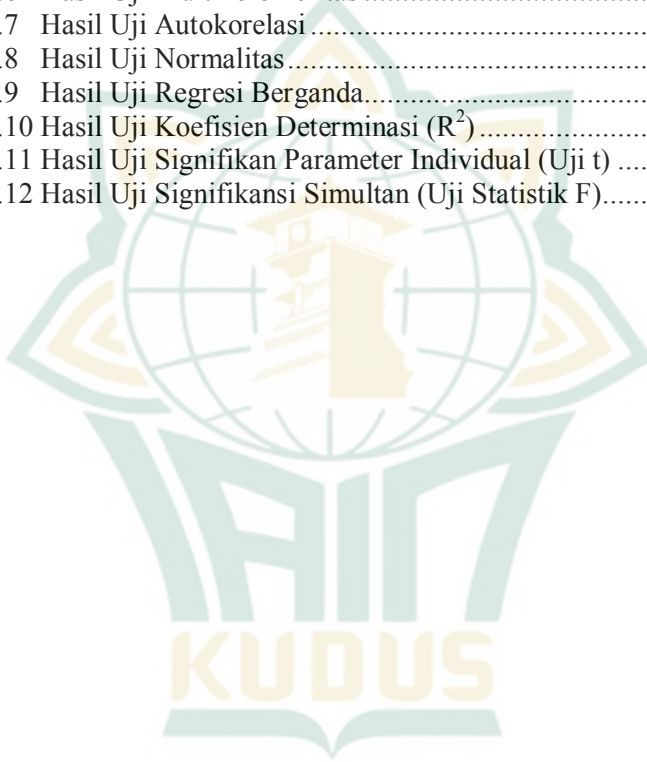 .7 Hasil Uji Autokorelasi....................................................
.8 Hasil Uji Normalitas.......................................................
.9 Hasil Uji Regresi Berganda.............................................
.10 Hasil Uji Koefisien Determinasi (R²)..........................
.11 Hasil Uji Signifikan Parameter Individual (Uji t) ....
.12 Hasil Uji Signifikansi Simultan (Uji Statistik F)......
IAIN
KUDUS